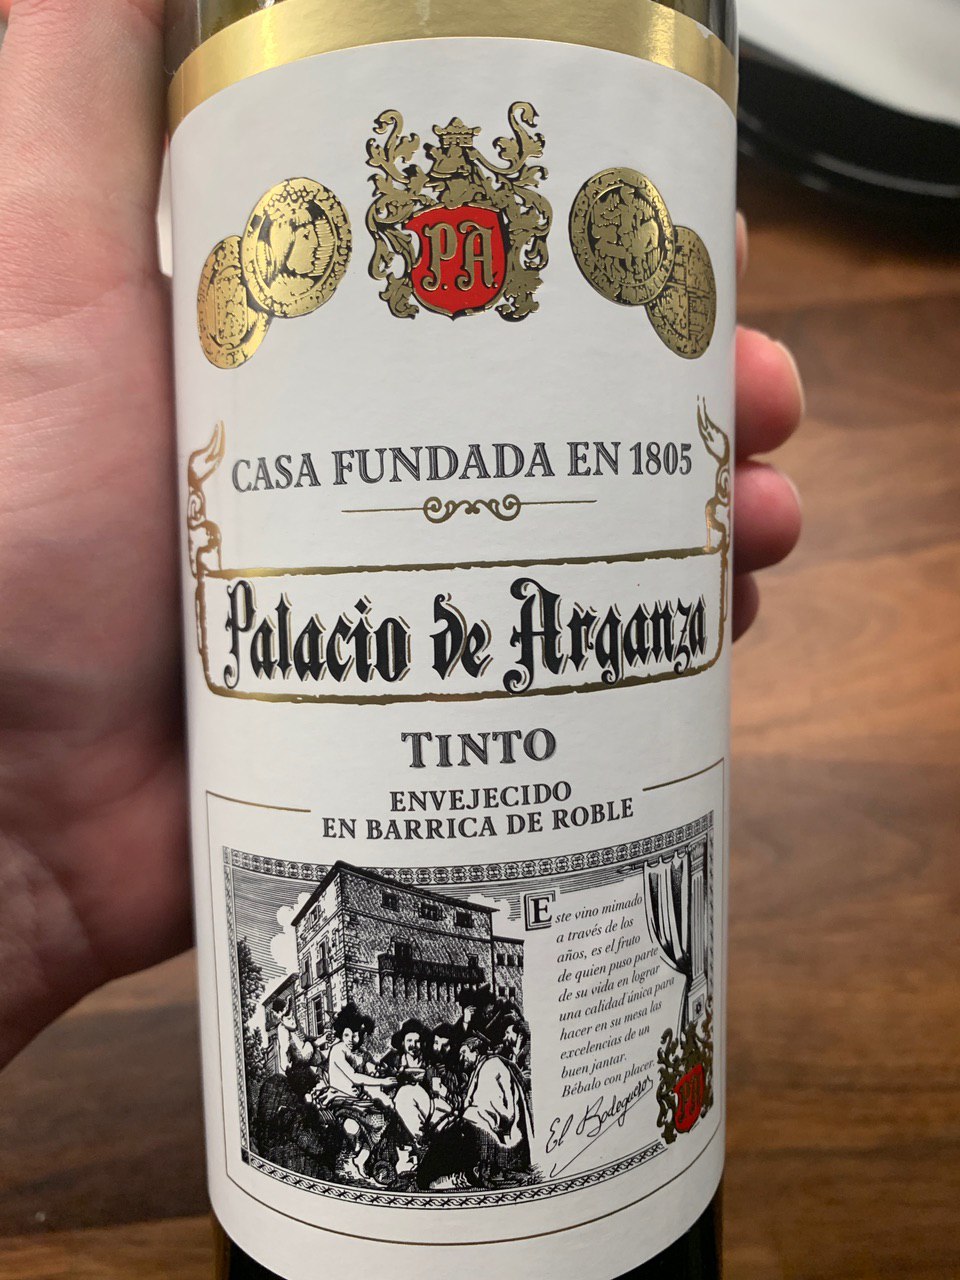 P.A.
CASA FUNDADA EN 1805
Palacio de Arganza
TINTO
ENVEJECIDO
EN BARRICA DE ROBLE
Este vino mimado
a través de los
años, es el fruto
de quien puso parte
de su vida en lograr
una calidad única para
hacer en su mesa las
excelencias de un
buen jantar.
Bébalo con placer.
El Bodeguero
PA